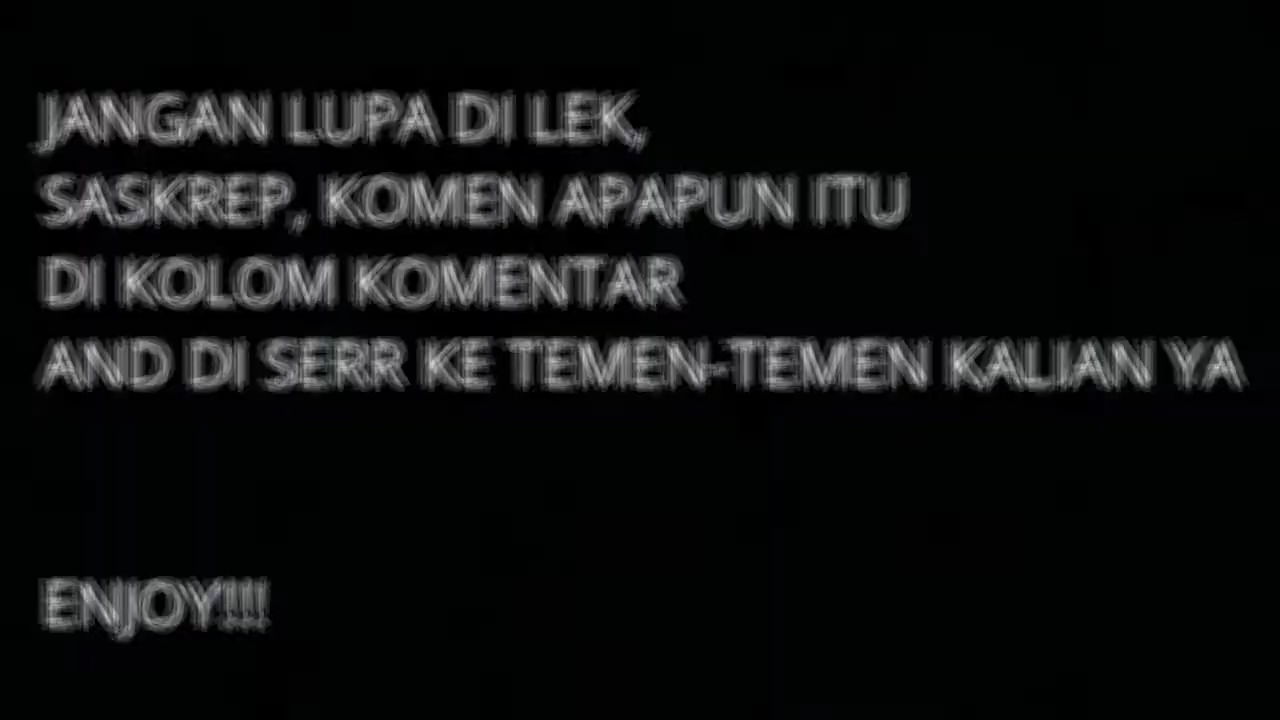 JANGAN LUPA DI LEK,
SASKREP, KOMEN APAPUN ITU
DI KOLOM KOMENTAR
AND DI SERR KE TEMEN-TEMEN KALIAN YA
ENJOY!!!